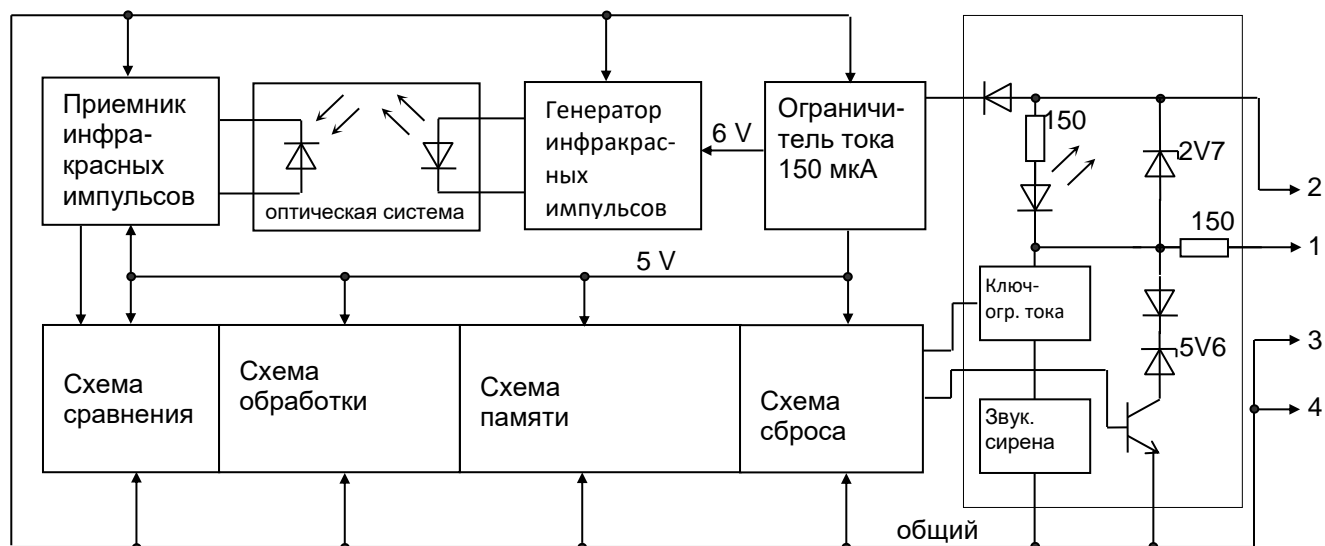 Приемник
инфра-
красных
импульсов
оптическая система
Генератор
инфракрас-
ных
импульсов
6 V
Ограничи-
тель тока
150 мкА
150
2V7
2
150
1
5 V
Ключ-
огр. тока
5V6
3
4
Схема
сравнения
Схема
обработки
Схема
памяти
Схема
сброса
Звук.
сирена
общий